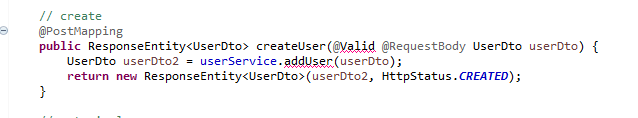 // create
@PostMapping
public ResponseEntity<UserDto> createUser(@Valid @RequestBody UserDto userDto) {
UserDto userDto2 = userService.addUser(userDto);
return new ResponseEntity<UserDto>(userDto2, HttpStatus.CREATED);
}